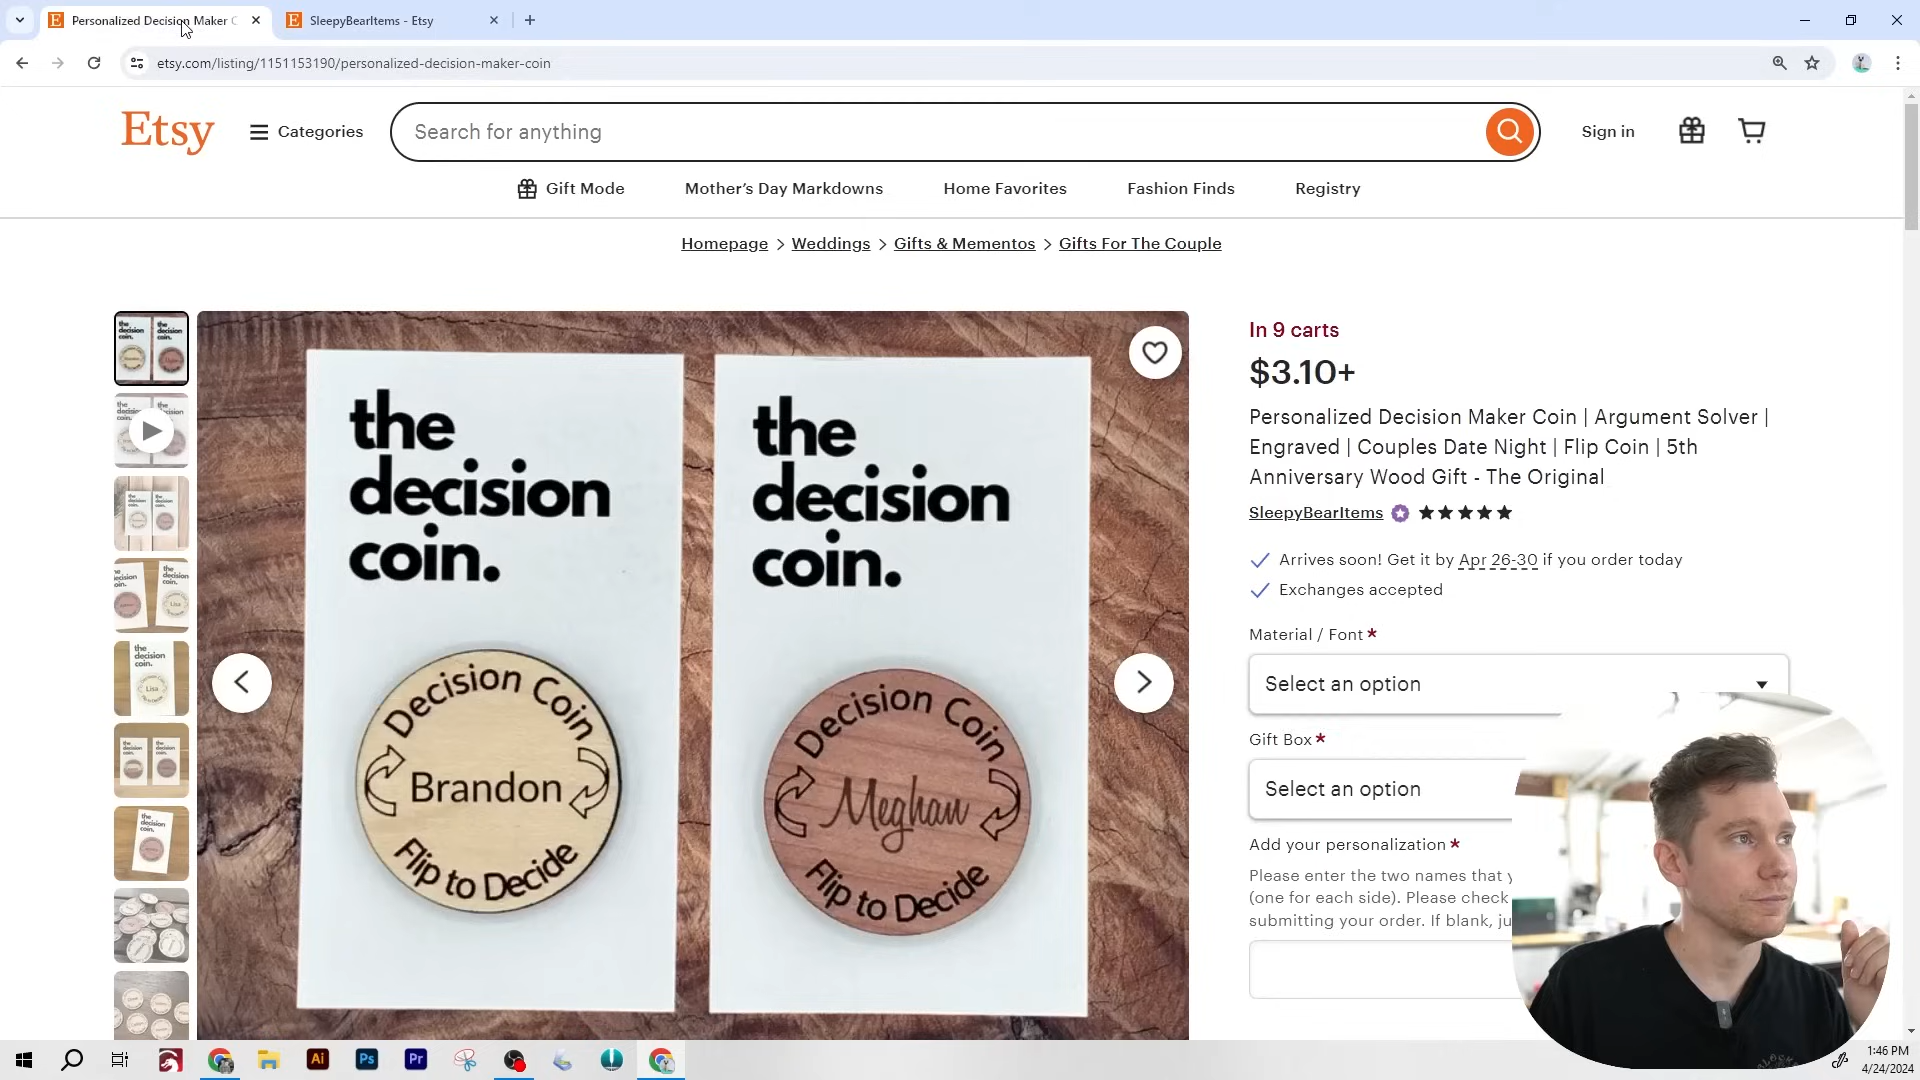 Personalized Decision Maker C
SleepyBearItems - Etsy
etsy.com/listing/1151153190/personalized-decision-maker-coin
Etsy
Categories
Search for anything
Sign in
Gift Mode
Mother's Day Markdowns
Home Favorites
Fashion Finds
Registry
Homepage > Weddings > Gifts & Mementos > Gifts For The Couple
the
decision
coin.
Decision Coin
Brandon
Flip to Decide
the
decision
coin.
Decision Coin
Meghan
Flip to Decide
In 9 carts
$3.10+
Personalized Decision Maker Coin | Argument Solver |
Engraved | Couples Date Night | Flip Coin | 5th
Anniversary Wood Gift - The Original
SleepyBearItems
Arrives soon! Get it by Apr 26-30 if you order today
Exchanges accepted
Material / Font *
Select an option
Gift Box *
Select an option
Add your personalization *
Please enter the two names that y
(one for each side). Please check
submitting your order. If blank, ju
Ai
Ps
Pr
1:46 PM
4/24/2024